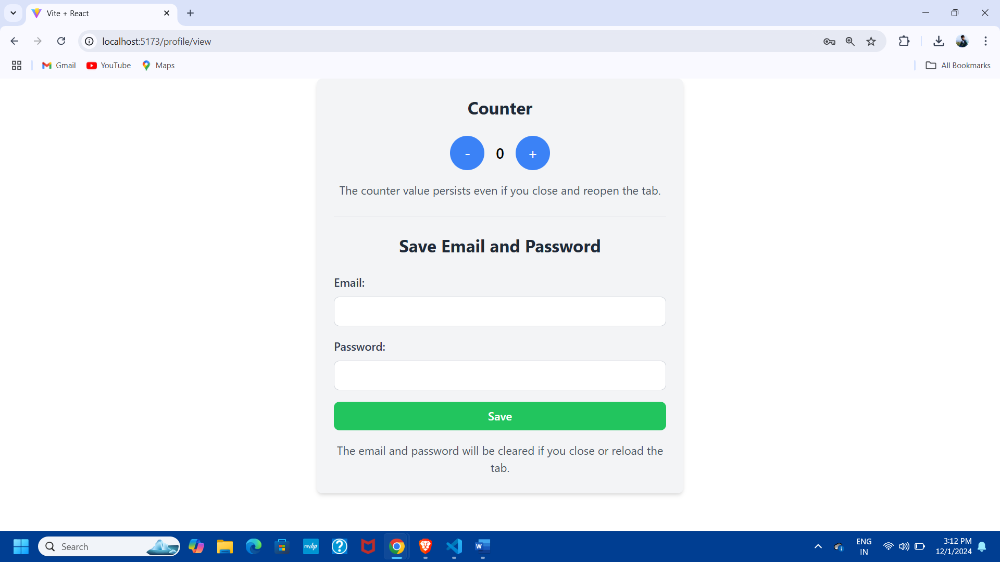 Vite + React
localhost:5173/profile/view
Gmail
YouTube
Maps
All Bookmarks
Counter
- 0 +
The counter value persists even if you close and reopen the tab.
Save Email and Password
Email:
Password:
Save
The email and password will be cleared if you close or reload the
tab.
Search
myhp
?
W
ENG
IN
3:12 PM
12/1/2024